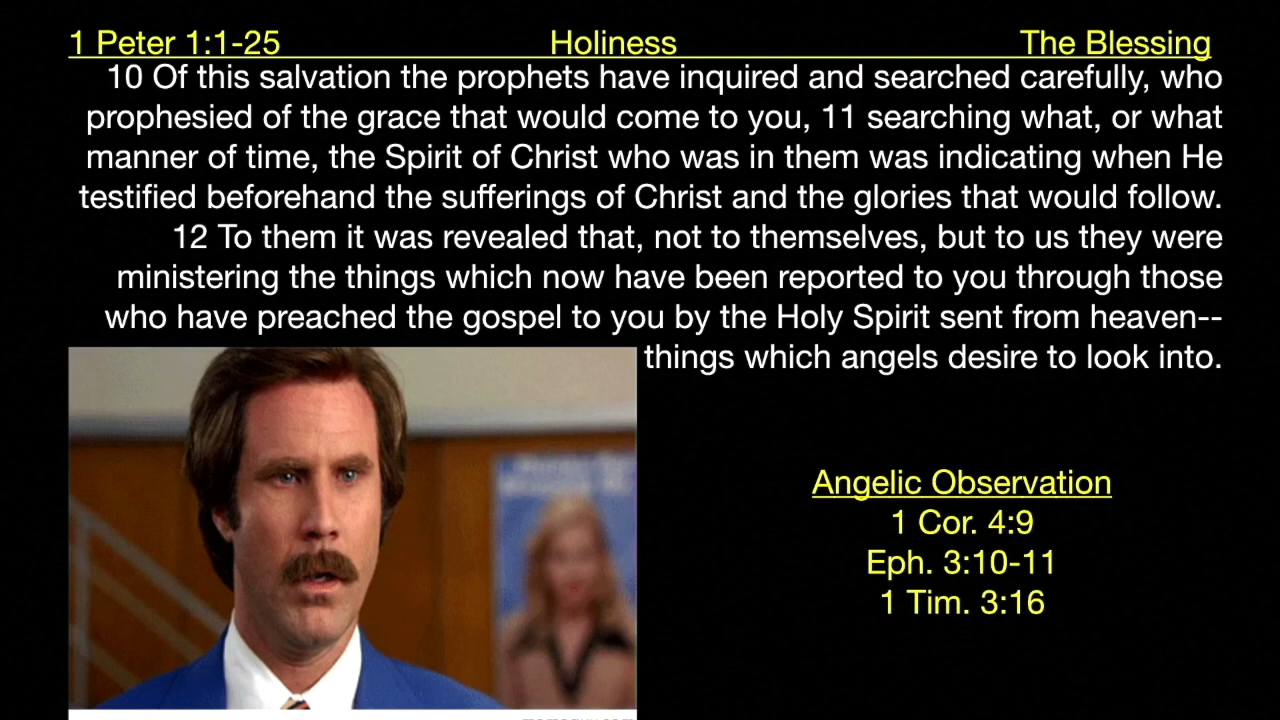 1 Peter 1:1-25 Holiness The Blessing
10 Of this salvation the prophets have inquired and searched carefully, who
prophesied of the grace that would come to you, 11 searching what, or what
manner of time, the Spirit of Christ who was in them was indicating when He
testified beforehand the sufferings of Christ and the glories that would follow.
12 To them it was revealed that, not to themselves, but to us they were
ministering the things which now have been reported to you through those
who have preached the gospel to you by the Holy Spirit sent from heaven--
things which angels desire to look into.
Angelic Observation
1 Cor. 4:9
Eph. 3:10-11
1 Tim. 3:16